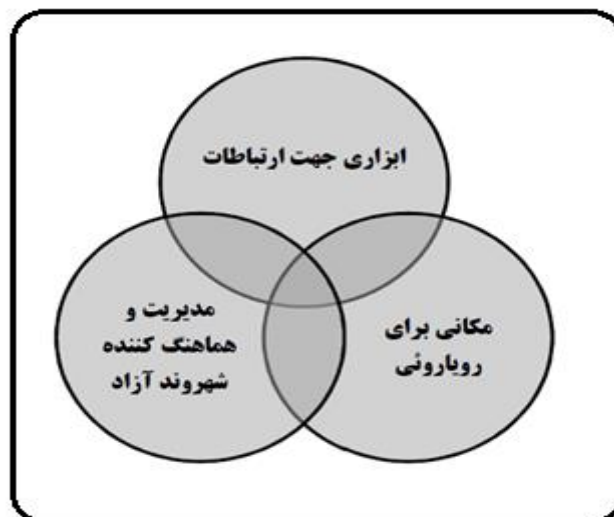 ابزاری جهت ارتباطات
مکانی برای
رویاروئی
مدیریت و
هماهنگ کننده
شهروند آزاد